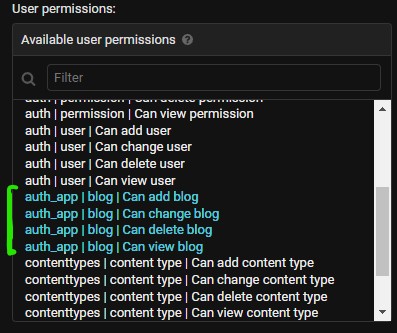 User permissions:
Available user permissions ?
Filter
auth | permission | Can delete permission
auth | permission | Can view permission
auth | user | Can add user
auth | user | Can change user
auth | user | Can delete user
auth | user | Can view user
auth_app | blog | Can add blog
auth_app | blog | Can change blog
auth_app | blog | Can delete blog
auth_app | blog | Can view blog
contenttypes | content type | Can add content type
contenttypes | content type | Can change content type
contenttypes | content type | Can delete content type
contenttypes | content type | Can view content type